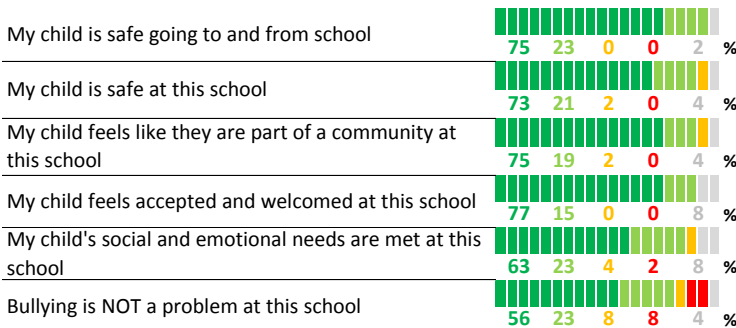 My child is safe going to and from school
75 23 0 0 2 %
My child is safe at this school
73 21 2 0 4 %
My child feels like they are part of a community at
this school
75 19 2 0 4 %
My child feels accepted and welcomed at this school
77 15 0 0 8 %
My child's social and emotional needs are met at this
school
63 23 4 2 8 %
Bullying is NOT a problem at this school
56 23 8 8 4 %